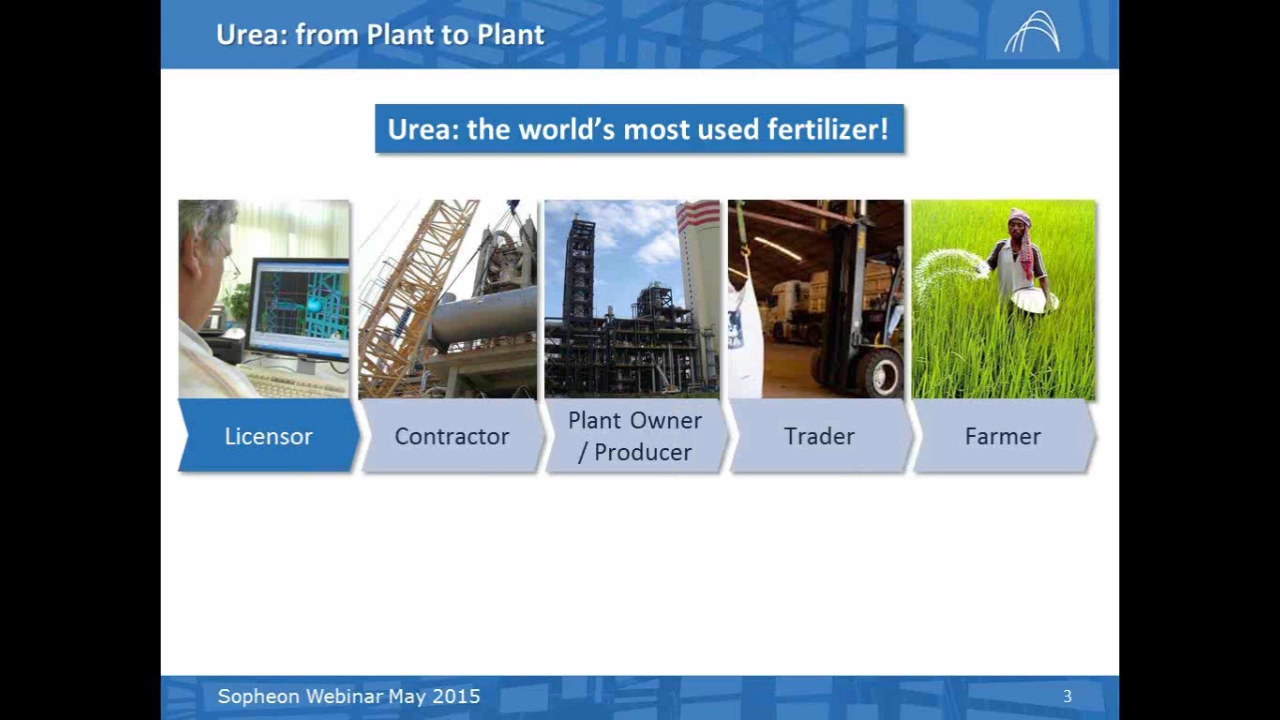 Urea: from Plant to Plant
Urea: the world's most used fertilizer!
Licensor
Contractor
Plant Owner
/ Producer
Trader
Farmer
Sopheon Webinar May 2015
3